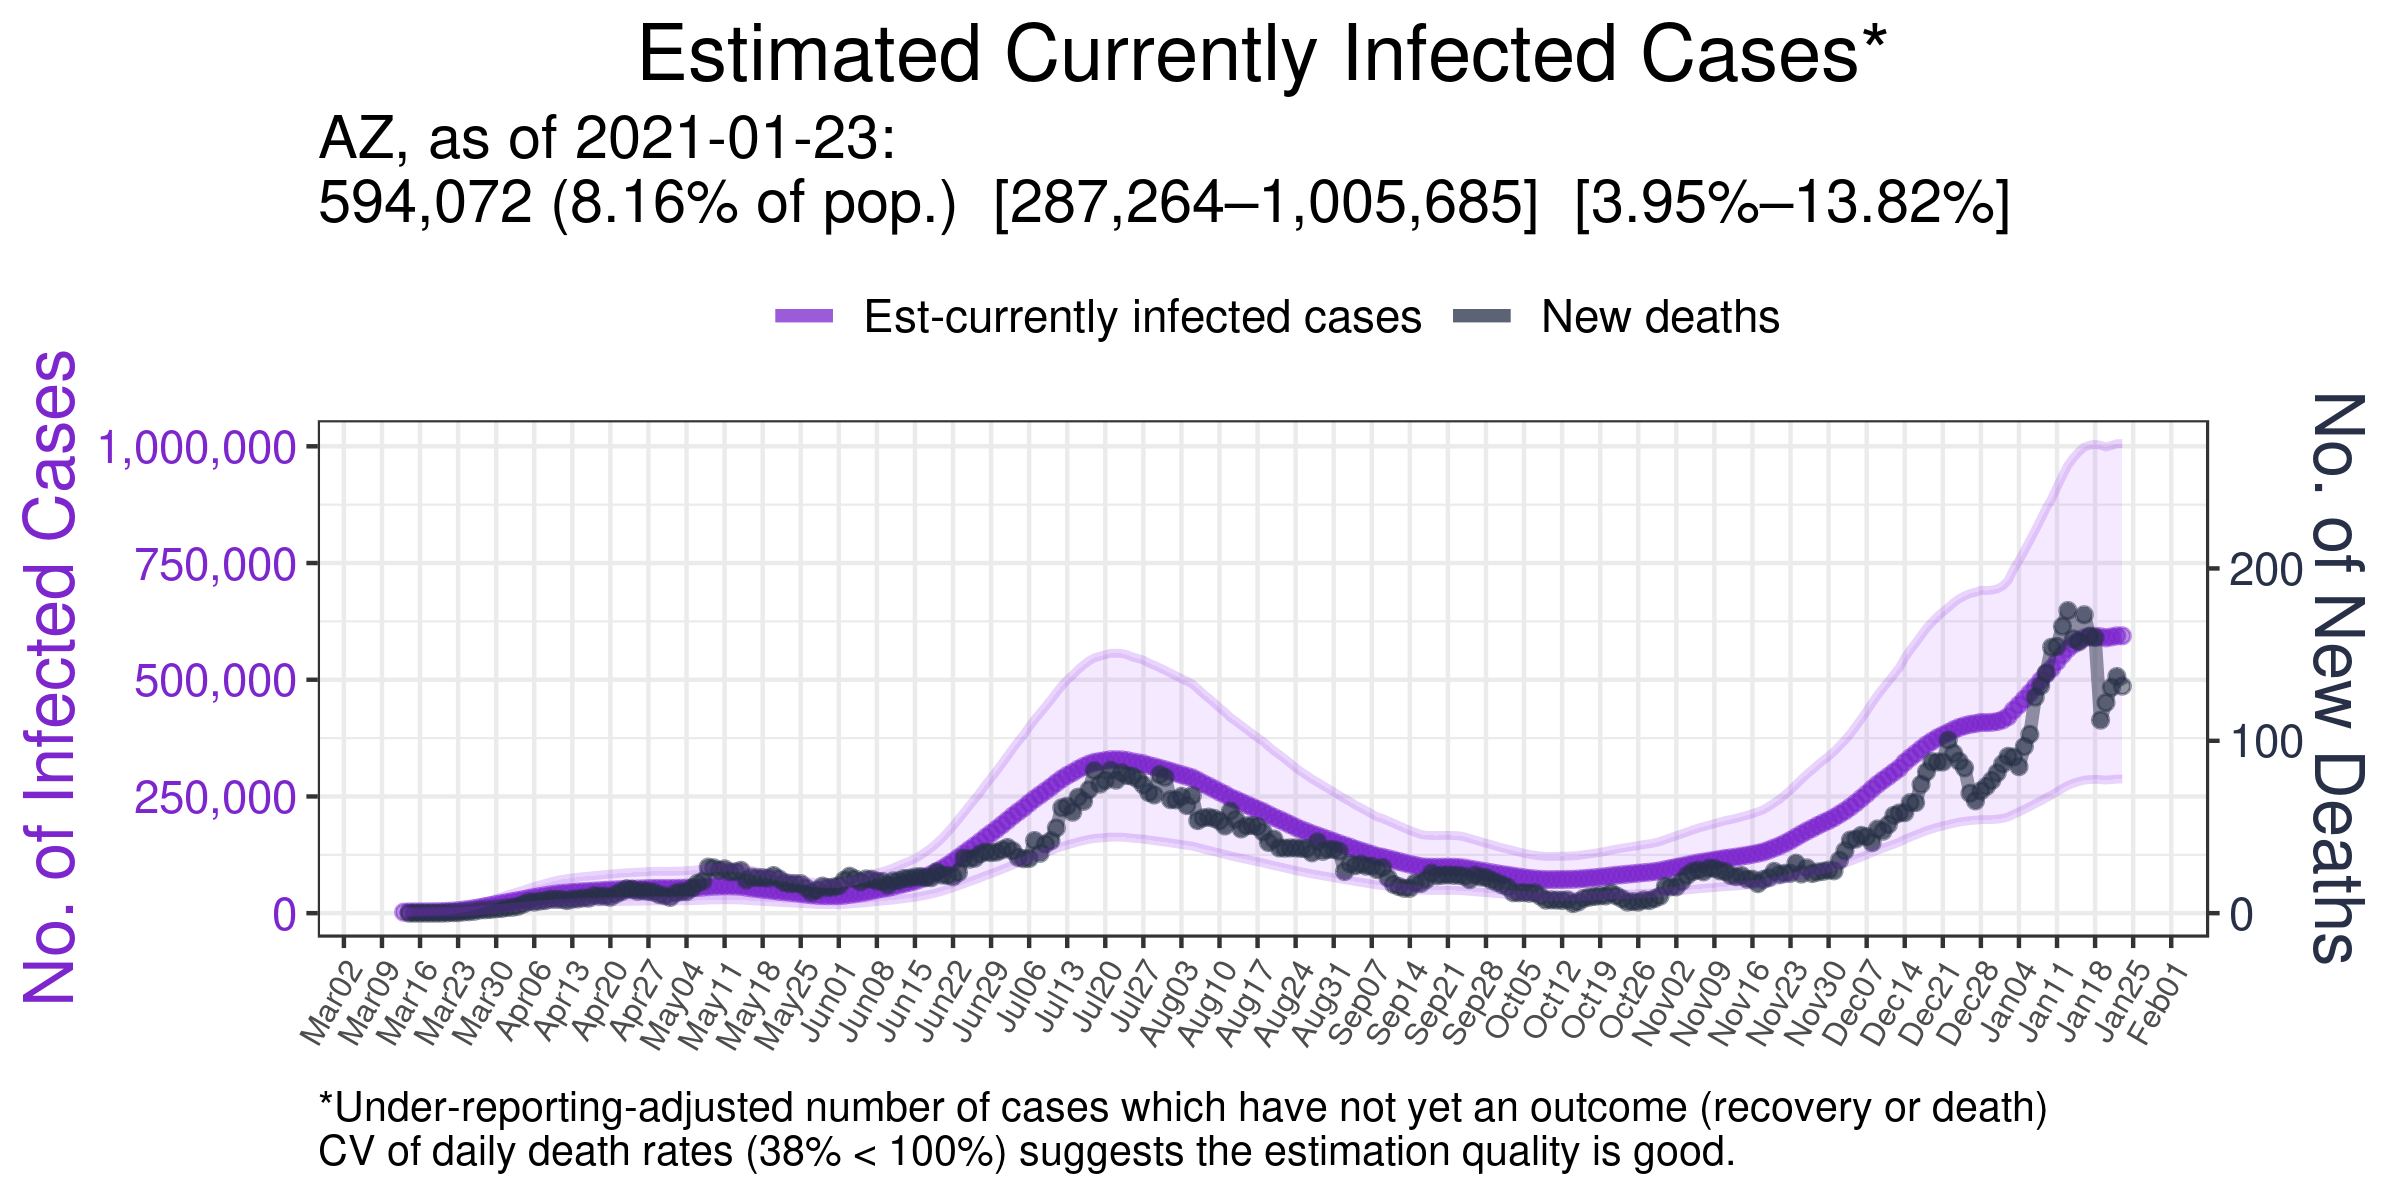 Estimated Currently Infected Cases*
AZ, as of 2021-01-23:
594,072 (8.16% of pop.)  [287,264–1,005,685]  [3.95%–13.82%]
Est-currently infected cases
New deaths
No. of Infected Cases
1,000,000
750,000
500,000
250,000
0
No. of New Deaths
200
100
0
Mar02
Mar09
Mar16
Mar23
Mar30
Apr06
Apr13
Apr20
Apr27
May04
May11
May18
May25
Jun01
Jun08
Jun15
Jun22
Jun29
Jul06
Jul13
Jul20
Jul27
Aug03
Aug10
Aug17
Aug24
Aug31
Sep07
Sep14
Sep21
Sep28
Oct05
Oct12
Oct19
Oct26
Nov02
Nov09
Nov16
Nov23
Nov30
Dec07
Dec14
Dec21
Dec28
Jan04
Jan11
Jan18
Jan25
Feb01
*Under-reporting-adjusted number of cases which have not yet an outcome (recovery or death)
CV of daily death rates (38% < 100%) suggests the estimation quality is good.